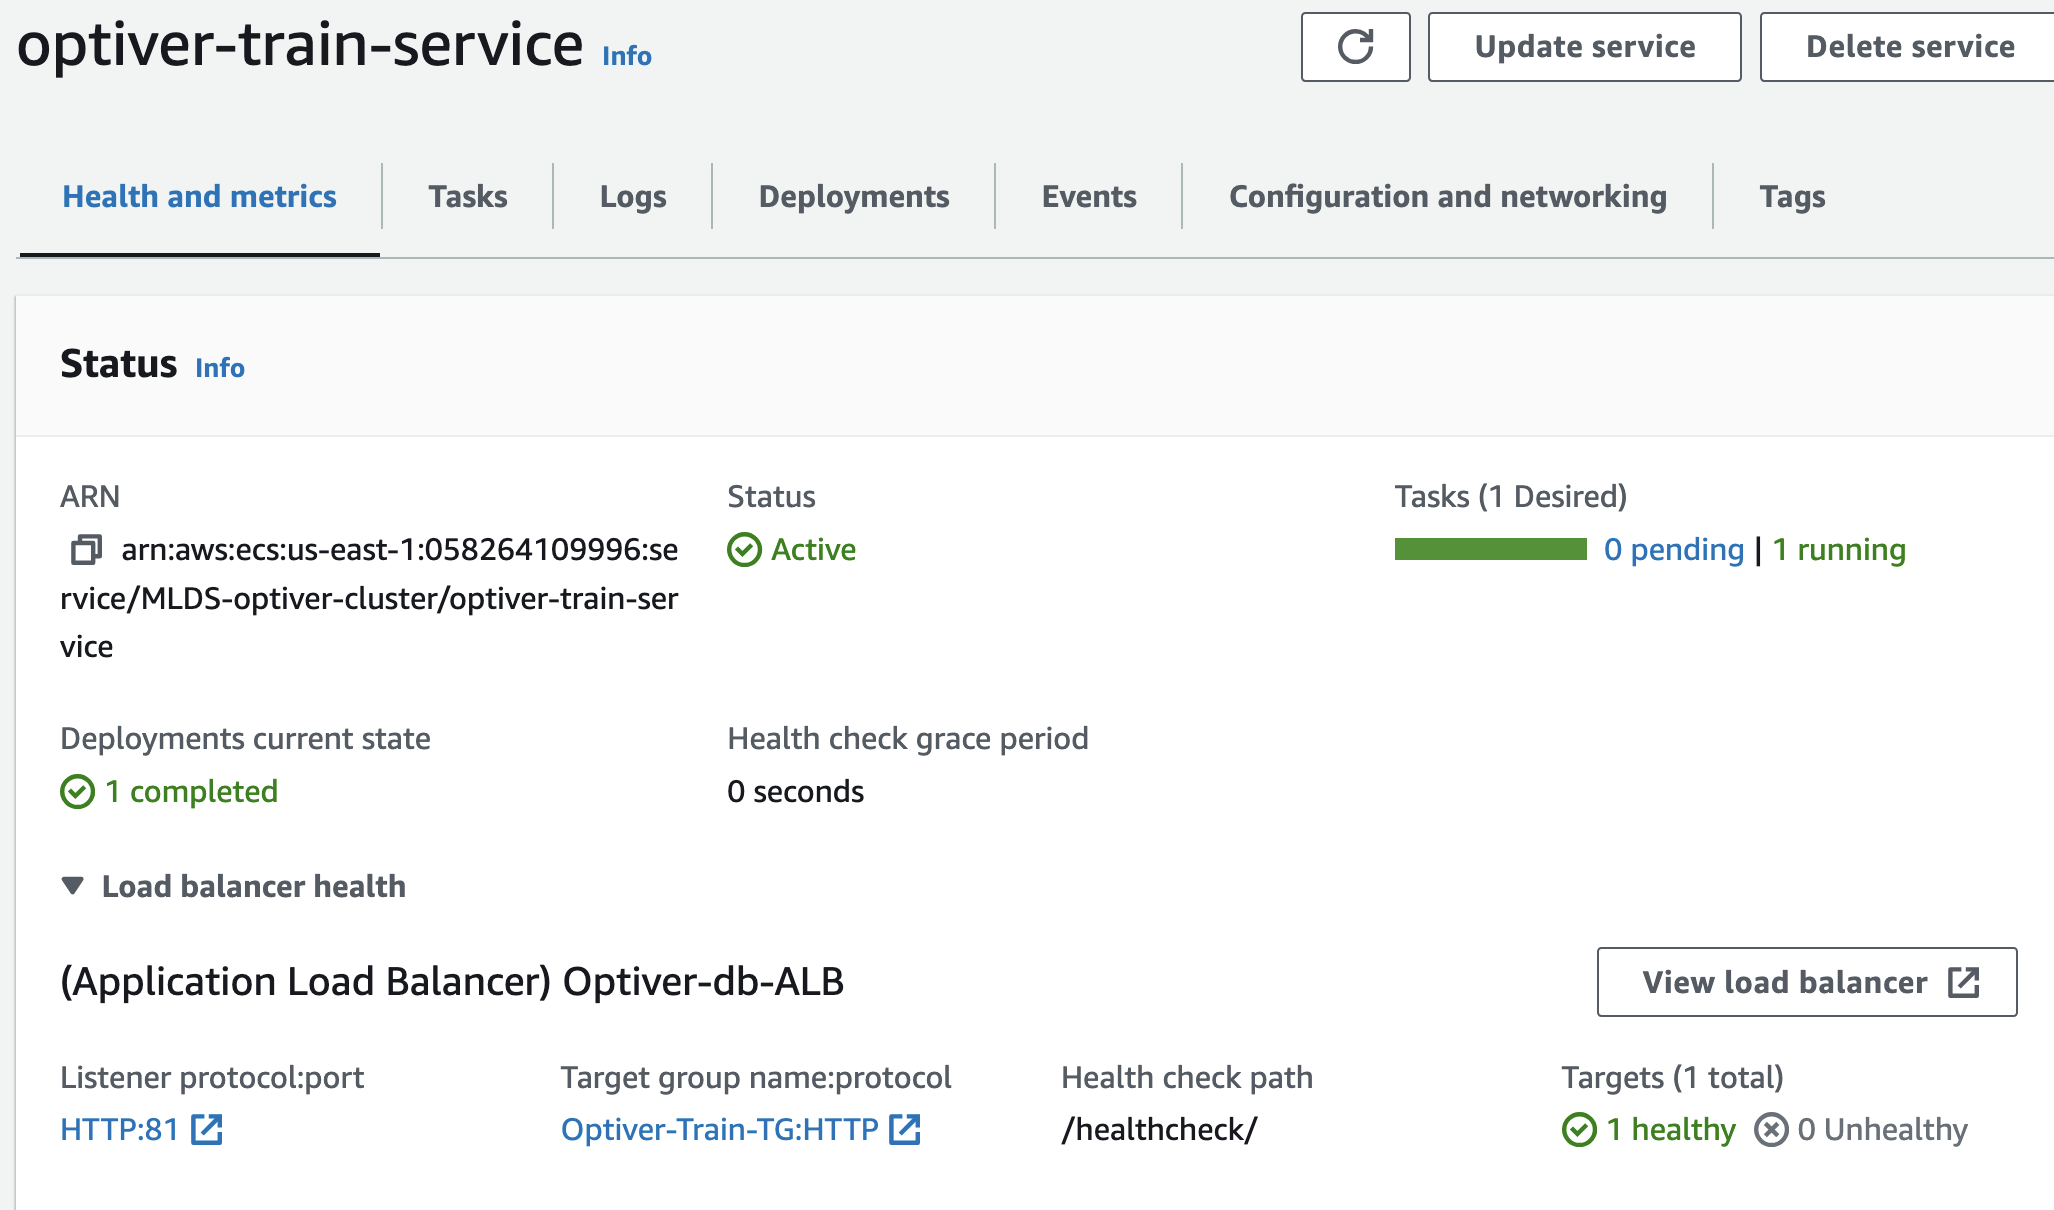 optiver-train-service Info
Update service
Delete service
Health and metrics
Tasks
Logs
Deployments
Events
Configuration and networking
Tags
Status Info
ARN
arn:aws:ecs:us-east-1:058264109996:se
rvice/MLDS-optiver-cluster/optiver-train-ser
vice
Status
Active
Tasks (1 Desired)
0 pending | 1 running
Deployments current state
1 completed
Health check grace period
0 seconds
Load balancer health
(Application Load Balancer) Optiver-db-ALB
View load balancer
Listener protocol:port
HTTP:81
Target group name:protocol
Optiver-Train-TG:HTTP
Health check path
/healthcheck/
Targets (1 total)
1 healthy 0 Unhealthy